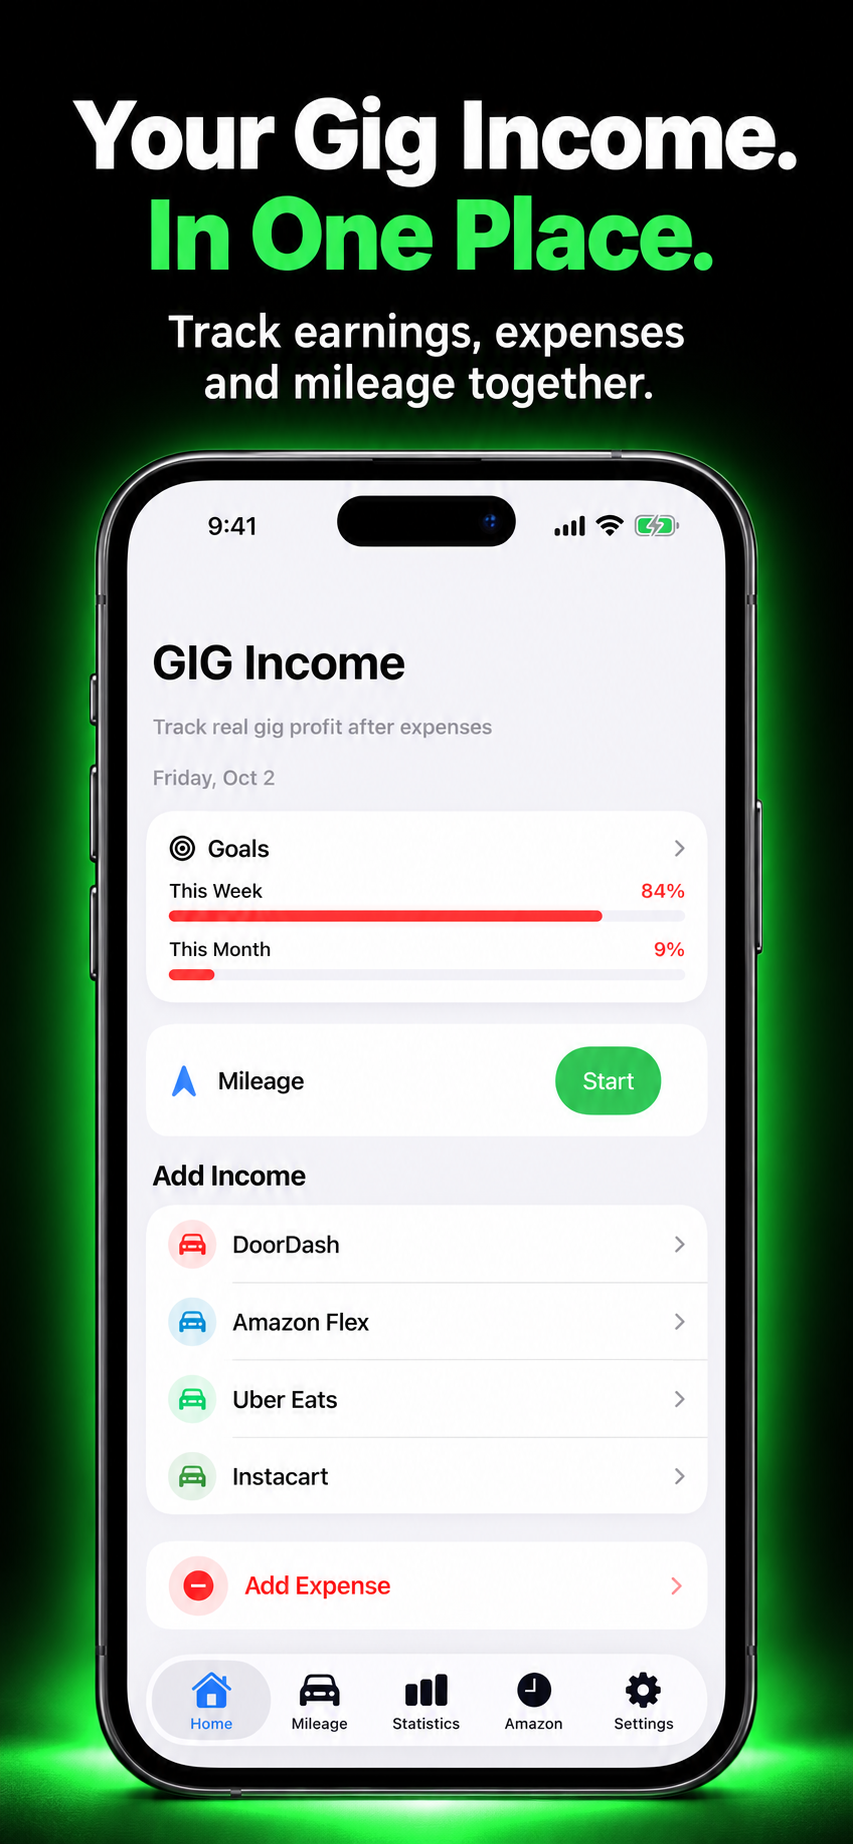 Your Gig Income.
In One Place.
Track earnings, expenses
and mileage together.
9:41
GIG Income
Track real gig profit after expenses
Friday, Oct 2
Goals
This Week 84%
This Month 9%
Mileage Start
Add Income
DoorDash
Amazon Flex
Uber Eats
Instacart
Add Expense
Home Mileage Statistics Amazon Settings